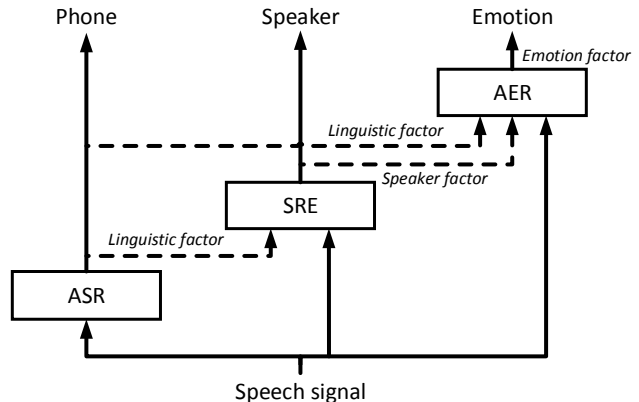 Phone
Speaker
Emotion
Emotion factor
AER
Linguistic factor
Speaker factor
SRE
Linguistic factor
ASR
Speech signal